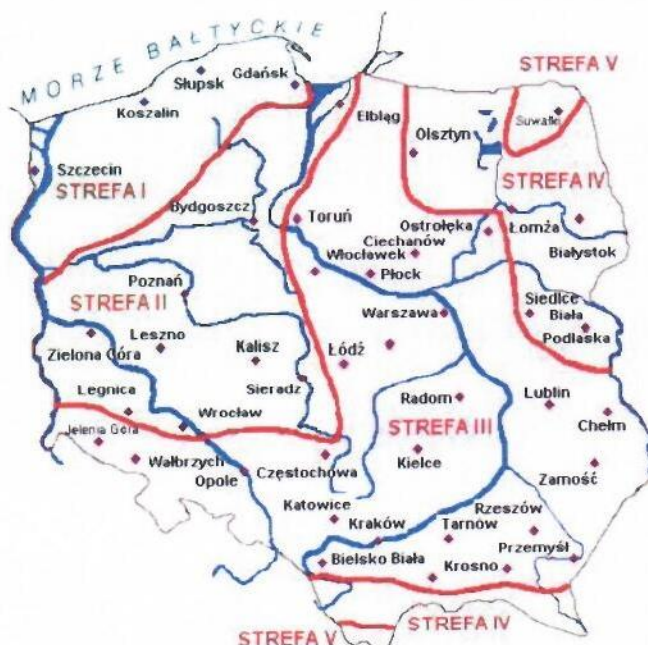 MORZE BAŁTYCKIE
STREFA V
Słupsk
Gdańsk
Koszalin
Elbląg
Suwałki
Olsztyn
Szczecin
STREFA I
STREFA IV
Bydgoszcz
Toruń
Ostrołęka
Łomża
Ciechanów
Włocławek
Białystok
Płock
Poznań
STREFA II
Siedlce
Warszawa
Biała
Podlaska
Leszno
Zielona Góra
Kalisz
Łódź
Sieradz
Legnica
Radom
Lublin
Wrocław
STREFA III
Chełm
Jelenia Góra
Wałbrzych
Opole
Częstochowa
Kielce
Zamość
Katowice
Rzeszów
Kraków
Tarnów
Przemyśl
Bielsko Biała
Krosno
STREFA IV
STREFA V